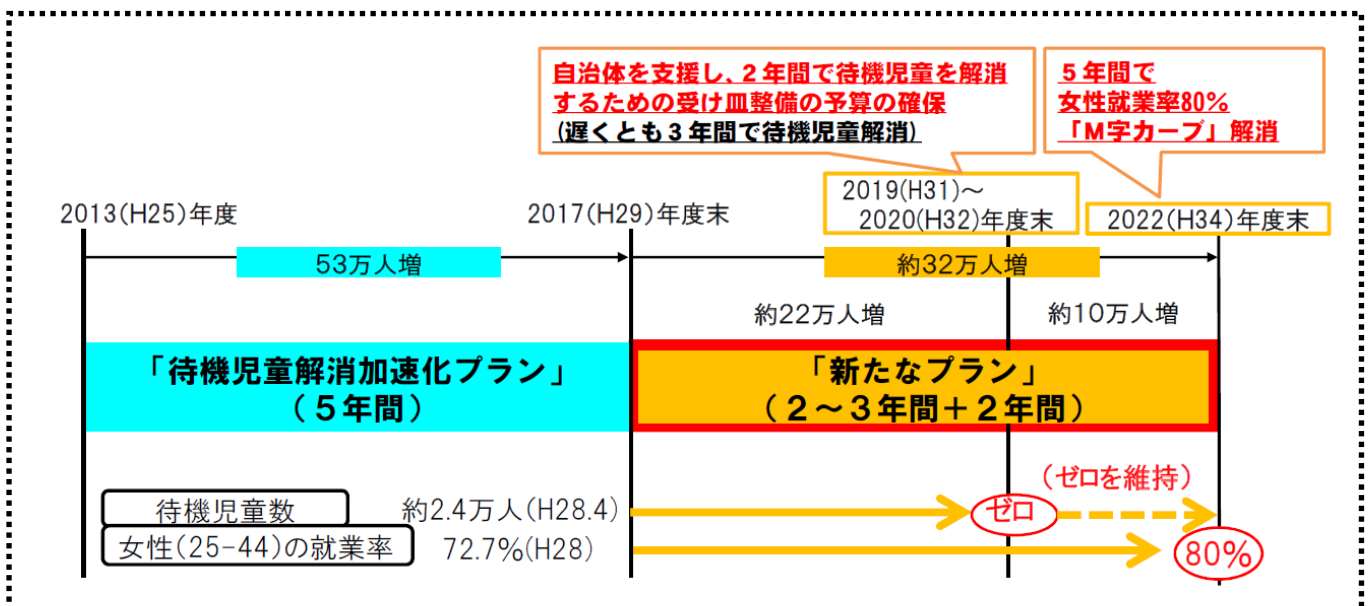 自治体を支援し、2年間で待機児童を解消
するための受け皿整備の予算の確保
(遅くとも3年間で待機児童解消)
5年間で
女性就業率80%
「M字カーブ」解消
2013(H25)年度
2017(H29)年度末
2019(H31)～
2020(H32)年度末
2022(H34)年度末
53万人増
約32万人増
約22万人増
約10万人増
「待機児童解消加速化プラン」
(5年間)
「新たなプラン」
(2～3年間+2年間)
(ゼロを維持)
待機児童数
約2.4万人(H28.4)
ゼロ
女性(25-44)の就業率
72.7%(H28)
80%